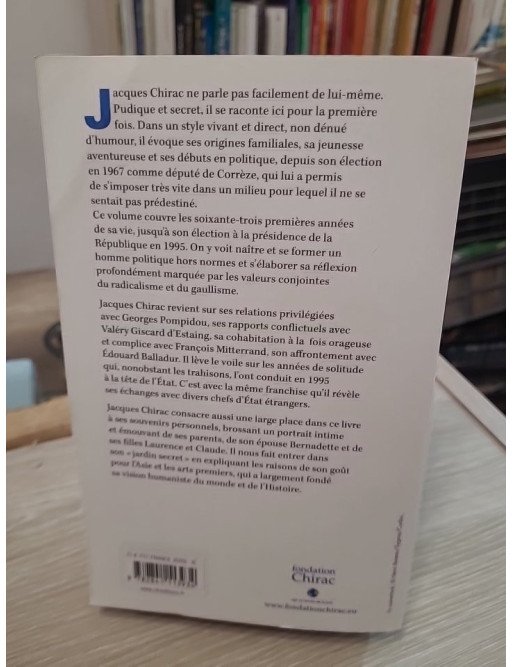 Jacques Chirac ne parle pas facilement de lui-même.
Pudique et secret, il se raconte ici pour la première
fois. Dans un style vivant et direct, non dénué
d'humour, il évoque ses origines familiales, sa jeunesse
aventureuse et ses débuts en politique, depuis son élection
en 1967 comme député de Corrèze, qui lui a permis
de s'imposer très vite dans un milieu pour lequel il ne se
sentait pas prédestiné.
Ce volume couvre les soixante-trois premières années
de sa vie, jusqu'à son élection à la présidence de la
République en 1995. On y voit naître et se former un
homme politique hors normes et s'élaborer sa réflexion
profondément marquée par les valeurs conjointes
du radicalisme et du gaullisme.
Jacques Chirac revient sur ses relations privilégiées
avec Georges Pompidou, ses rapports conflictuels avec
Valéry Giscard d'Estaing, sa cohabitation à la fois orageuse
et complice avec François Mitterrand, son affrontement avec
Édouard Balladur. Il lève le voile sur les années de solitude
qui, nonobstant les trahisons, l'ont conduit en 1995
à la tête de l'État. C'est avec la même franchise qu'il révèle
ses échanges avec divers chefs d'État étrangers.
Jacques Chirac consacre aussi une large place dans ce livre
à ses souvenirs personnels, brossant un portrait intime
et émouvant de ses parents, de son épouse Bernadette et de
ses filles Laurence et Claude. Il nous fait entrer dans
son « jardin secret » en expliquant les raisons de son goût
pour l'Asie et les arts premiers, qui a largement fondé
sa vision humaniste du monde et de l'Histoire.
fondation
Chirac
www.fondationchirac.eu